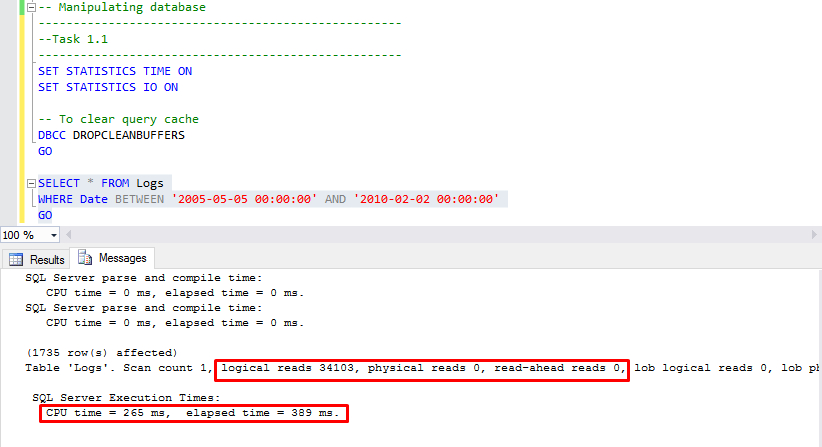 -- Manipulating database
----------------------------------------------------
--Task 1.1
----------------------------------------------------
SET STATISTICS TIME ON
SET STATISTICS IO ON
-- To clear query cache
DBCC DROPCLEANBUFFERS
GO
SELECT * FROM Logs
WHERE Date BETWEEN '2005-05-05 00:00:00' AND '2010-02-02 00:00:00'
GO
100 %
Results Messages
SQL Server parse and compile time:
CPU time = 0 ms, elapsed time = 0 ms.
SQL Server parse and compile time:
CPU time = 0 ms, elapsed time = 0 ms.
(1735 row(s) affected)
Table 'Logs'. Scan count 1, logical reads 34103, physical reads 0, read-ahead reads 0, lob logical reads 0, lob
SQL Server Execution Times:
CPU time = 265 ms,  elapsed time = 389 ms.